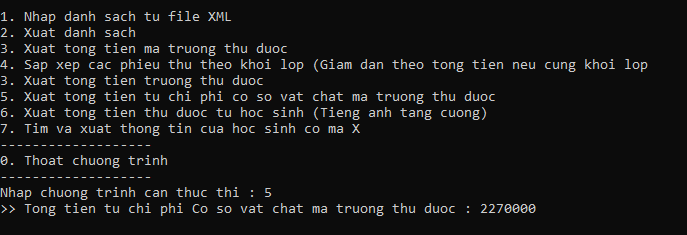 1. Nhap danh sach tu file XML
2. Xuat danh sach
3. Xuat tong tien ma truong thu duoc
4. Sap xep cac phieu thu theo khoi lop (Giam dan theo tong tien neu cung khoi lop
3. Xuat tong tien truong thu duoc
5. Xuat tong tien tu chi phi co so vat chat ma truong thu duoc
6. Xuat tong tien thu duoc tu hoc sinh (Tieng anh tang cuong)
7. Tim va xuat thong tin cua hoc sinh co ma X
-------------------
0. Thoat chuong trinh
-------------------
Nhap chuong trinh can thuc thi : 5
>> Tong tien tu chi phi Co so vat chat ma truong thu duoc : 2270000